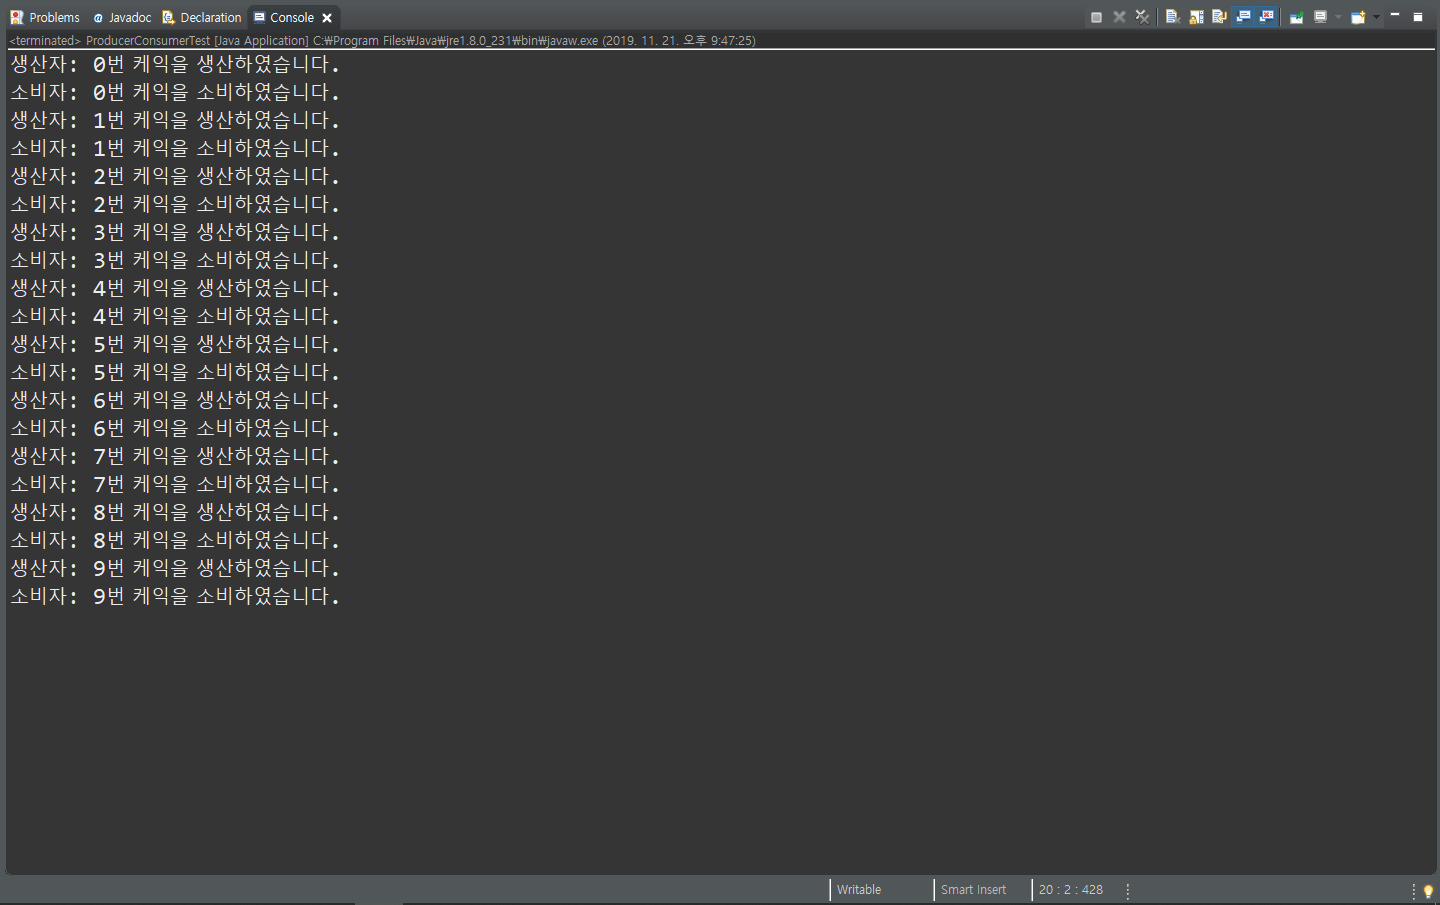 Problems Javadoc Declaration Console
<terminated> ProducerConsumerTest [Java Application] C:₩Program Files₩Java₩jre1.8.0_231₩bin₩javaw.exe (2019. 11. 21. 오후 9:47:25)
생산자: 0번 케익을 생산하였습니다.
소비자: 0번 케익을 소비하였습니다.
생산자: 1번 케익을 생산하였습니다.
소비자: 1번 케익을 소비하였습니다.
생산자: 2번 케익을 생산하였습니다.
소비자: 2번 케익을 소비하였습니다.
생산자: 3번 케익을 생산하였습니다.
소비자: 3번 케익을 소비하였습니다.
생산자: 4번 케익을 생산하였습니다.
소비자: 4번 케익을 소비하였습니다.
생산자: 5번 케익을 생산하였습니다.
소비자: 5번 케익을 소비하였습니다.
생산자: 6번 케익을 생산하였습니다.
소비자: 6번 케익을 소비하였습니다.
생산자: 7번 케익을 생산하였습니다.
소비자: 7번 케익을 소비하였습니다.
생산자: 8번 케익을 생산하였습니다.
소비자: 8번 케익을 소비하였습니다.
생산자: 9번 케익을 생산하였습니다.
소비자: 9번 케익을 소비하였습니다.
Writable Smart Insert 20 : 2 : 428